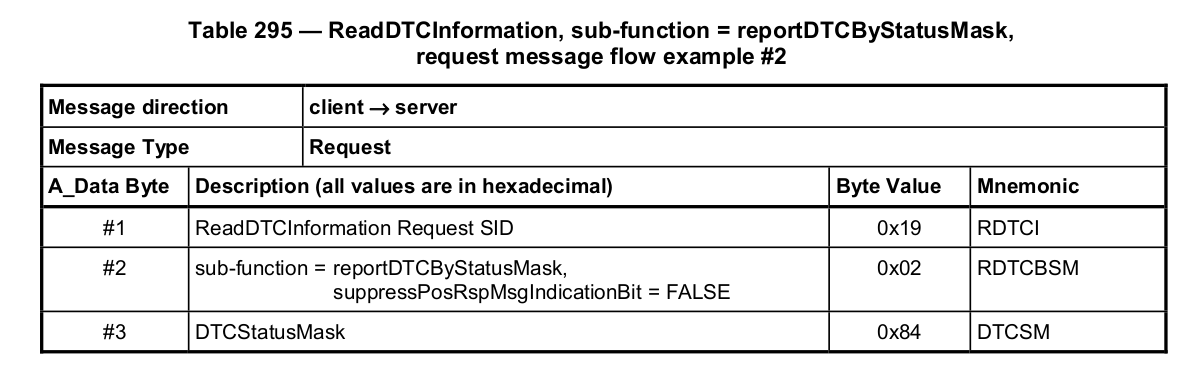 Table 295 — ReadDTCInformation, sub-function = reportDTCByStatusMask,
request message flow example #2
Message direction client → server
Message Type Request
A_Data Byte Description (all values are in hexadecimal) Byte Value Mnemonic
#1 ReadDTCInformation Request SID 0x19 RDTCI
#2 sub-function = reportDTCByStatusMask, 0x02 RDTCBSM
suppressPosRspMsgIndicationBit = FALSE
#3 DTCStatusMask 0x84 DTCSM